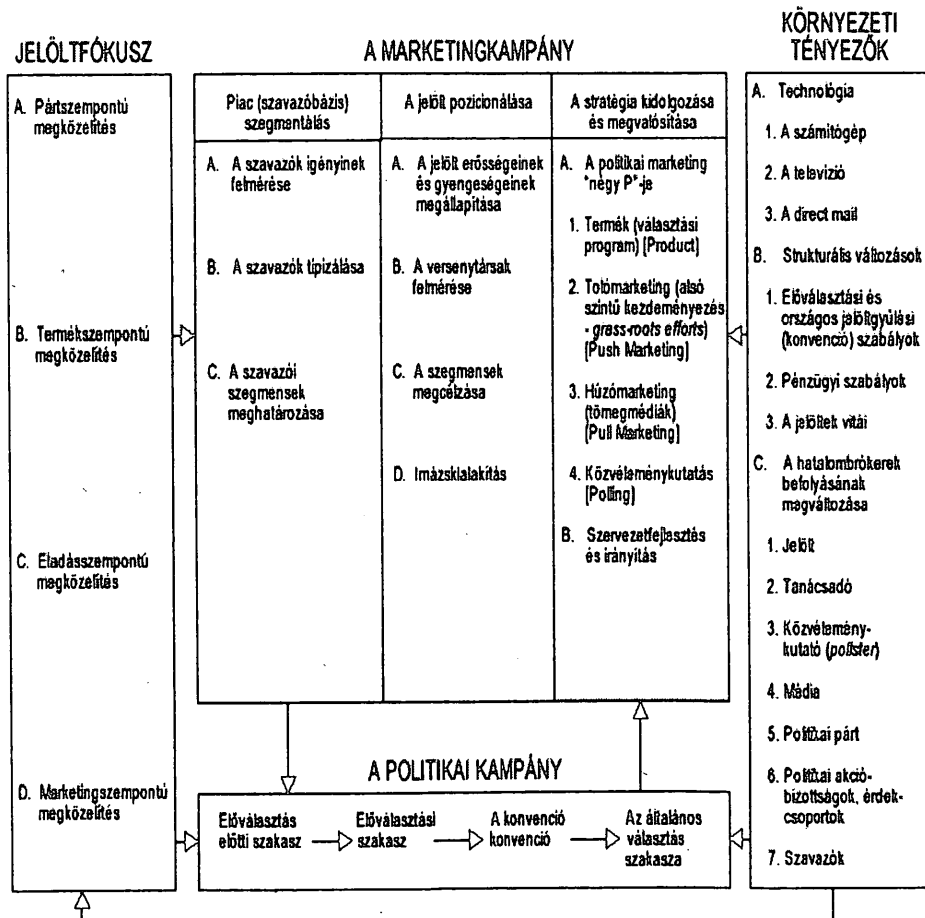 JELÖLTFÓKUSZ
A. Pártszempontú
megközelítés
B. Termékszempontú
megközelítés
C. Eladásszempontú
megközelítés
D. Marketingszempontú
megközelítés
A MARKETINGKAMPÁNY
Piac (szavazóbázis)
szegmentálás
A. A szavazók igényinek
felmérése
B. A szavazók tipizálása
C. A szavazói
szegmensek
meghatározása
A jelölt pozicionálása
A. A jelölt erősségeinek
és gyengeségeinek
megállapítása
B. A versenytársak
felmérése
C. A szegmensek
megcélzása
D. Imázskialakítás
A stratégia kidolgozása
és megvalósítása
A. A politikai marketing
"négy P"-je
1. Termék (választási
program) [Product]
2. Tolómarketing (alsó
szintű kezdeményezés
- grass-roots efforts)
[Push Marketing]
3. Húzómarketing
(tömegmédiák)
[Pull Marketing]
4. Közvéleménykutatás
[Polling]
B. Szervezetfejlesztés
és irányítás
A POLITIKAI KAMPÁNY
Előválasztás
előtti szakasz
Előválasztási
szakasz
A konvenció
konvenció
Az általános
választás
szakasza
KÖRNYEZETI
TÉNYEZŐK
A. Technológia
1. A számítógép
2. A televízió
3. A direct mail
B. Strukturális változások
1. Előválasztási és
országos jelöltgyűlési
(konvenció) szabályok
2. Pénzügyi szabályok
3. A jelöltek vitái
C. A hatalombrókerek
befolyásának
megváltozása
1. Jelölt
2. Tanácsadó
3. Közvélemény-
kutató (pollster)
4. Média
5. Politikai párt
6. Politikai akció-
bizottságok, érdek-
csoportok
7. Szavazók